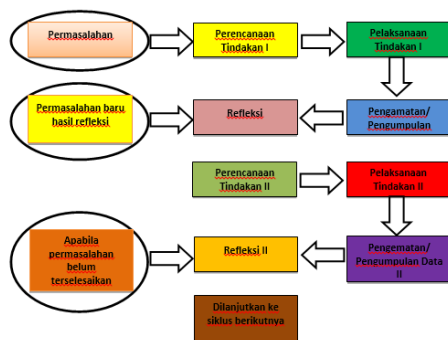 Permasalahan
Perencanaan
Tindakan I
Pelaksanaan
Tindakan I
Permasalahan baru
hasil refleksi
Refleksi
Pengamatan/
Pengumpulan
Perencanaan
Tindakan II
Pelaksanaan
Tindakan II
Apabila
permasalahan
belum
terselesaikan
Refleksi II
Pengematan/
Pengumpulan Data
II
Dilanjutkan ke
siklus berikutnya